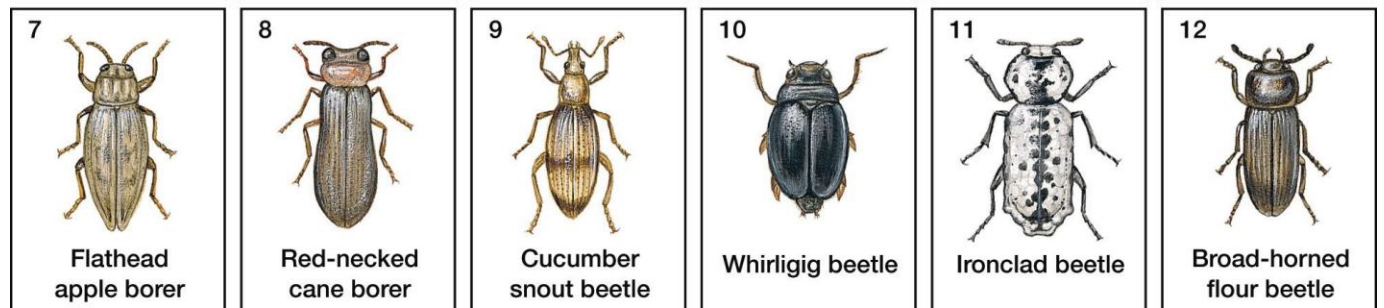 7
Flathead
apple borer
8
Red-necked
cane borer
9
Cucumber
snout beetle
10
Whirligig beetle
11
Ironclad beetle
12
Broad-horned
flour beetle